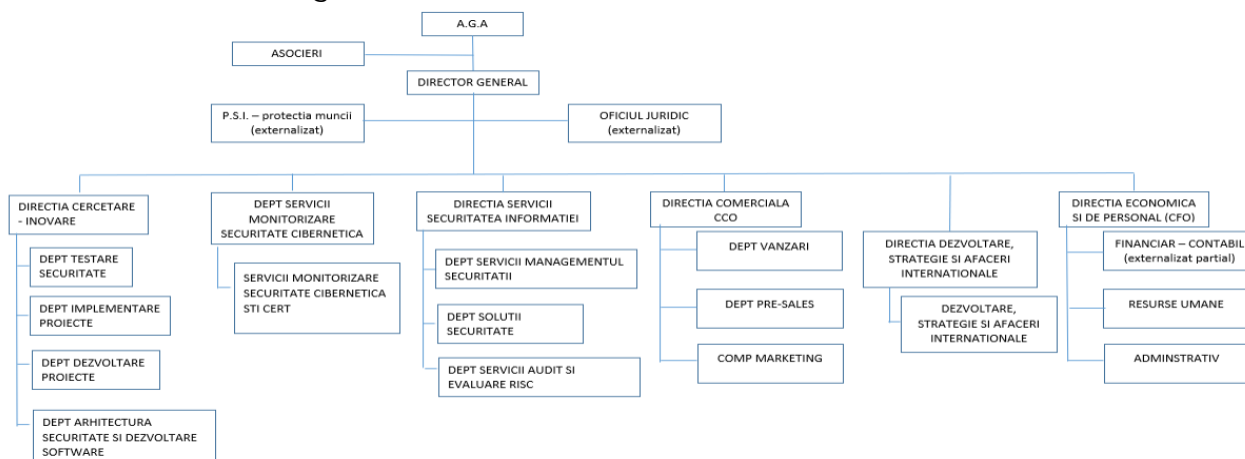 A.G.A
ASOCIERI
DIRECTOR GENERAL
P.S.I. – protectia muncii
(externalizat)
OFICIUL JURIDIC
(externalizat)
DIRECTIA CERCETARE
- INOVARE
DEPT TESTARE
SECURITATE
DEPT IMPLEMENTARE
PROIECTE
DEPT DEZVOLTARE
PROIECTE
DEPT ARHITECTURA
SECURITATE SI DEZVOLTARE
SOFTWARE
DEPT SERVICII
MONITORIZARE
SECURITATE CIBERNETICA
SERVICII MONITORIZARE
SECURITATE CIBERNETICA
STI CERT
DIRECTIA SERVICII
SECURITATEA INFORMATIEI
DEPT SERVICII MANAGEMENTUL
SECURITATII
DEPT SOLUTII
SECURITATE
DEPT SERVICII AUDIT SI
EVALUARE RISC
DIRECTIA COMERCIALA
CCO
DEPT VANZARI
DEPT PRE-SALES
COMP MARKETING
DIRECTIA DEZVOLTARE,
STRATEGIE SI AFACERI
INTERNATIONALE
DEZVOLTARE,
STRATEGIE SI AFACERI
INTERNATIONALE
DIRECTIA ECONOMICA
SI DE PERSONAL (CFO)
FINANCIAR – CONTABIL
(externalizat partial)
RESURSE UMANE
ADMINSTRATIV